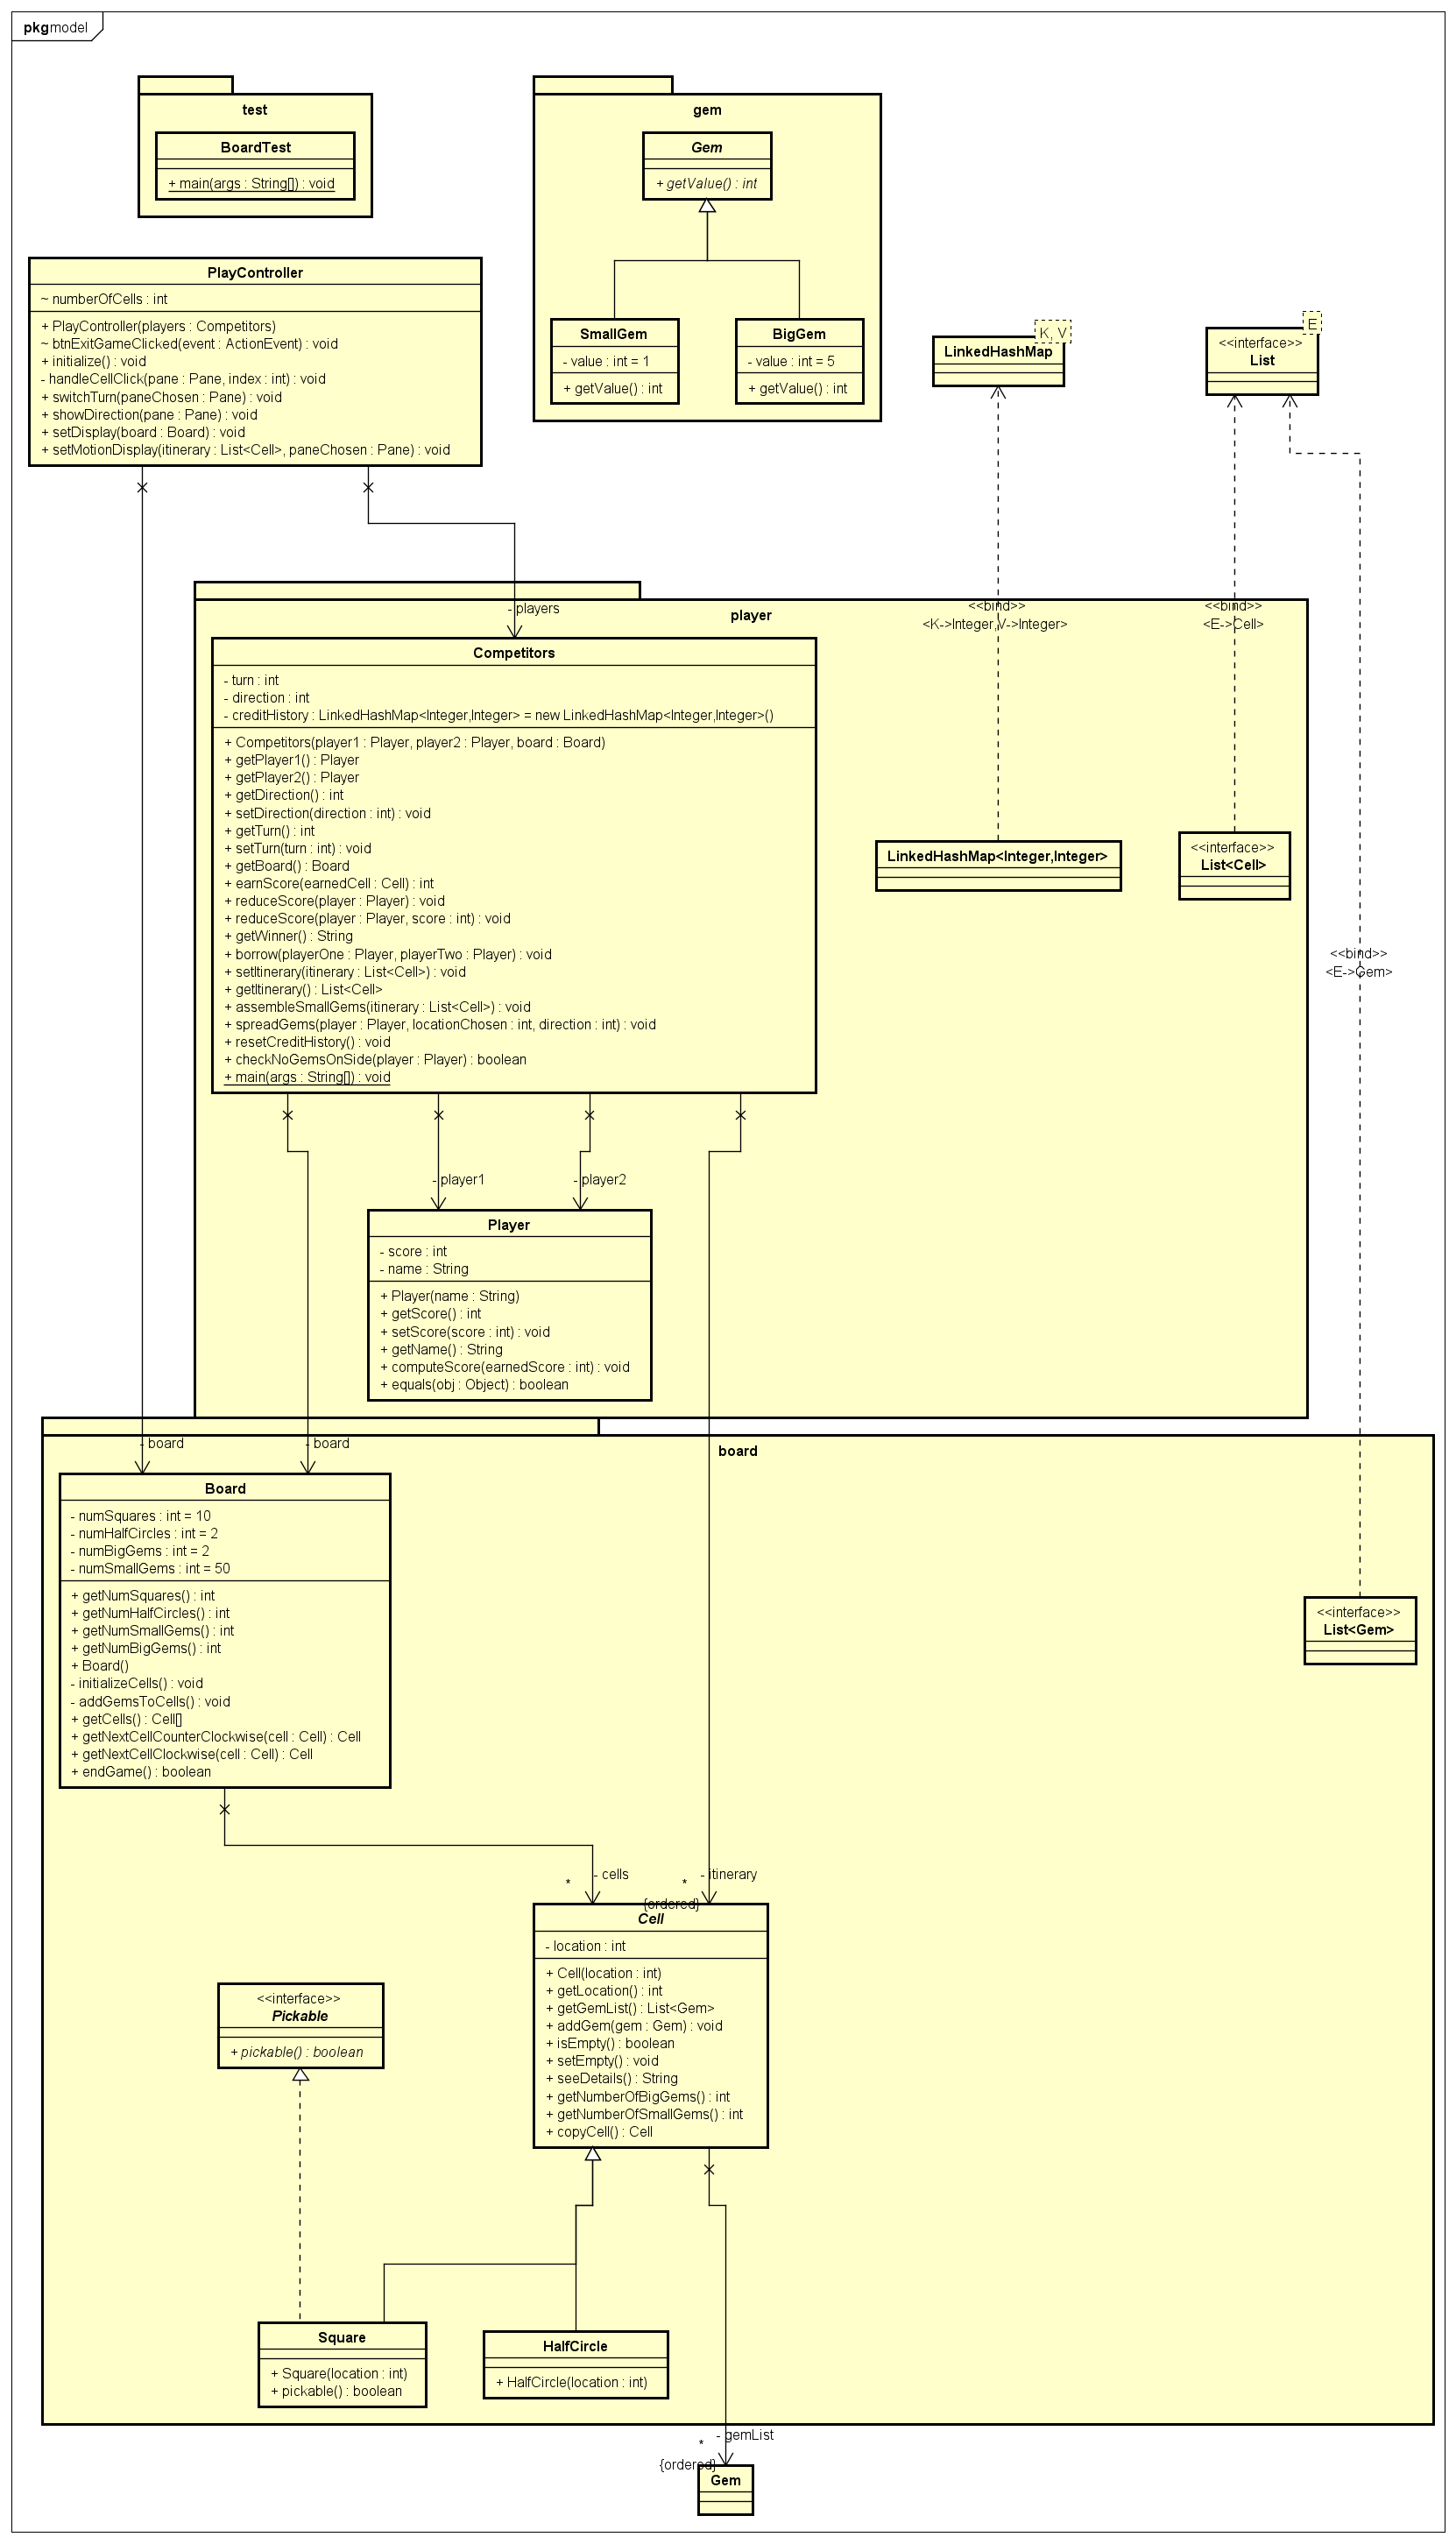 pkg model
test
BoardTest
+ main(args : String[]) : void
gem
Gem
+ getValue() : int
SmallGem
- value : int = 1
+ getValue() : int
BigGem
- value : int = 5
+ getValue() : int
PlayController
~ numberOfCells : int
+ PlayController(players : Competitors)
~ btnExitGameClicked(event : ActionEvent) : void
+ initialize() : void
- handleCellClick(pane : Pane, index : int) : void
+ switchTurn(paneChosen : Pane) : void
+ showDirection(pane : Pane) : void
+ setDisplay(board : Board) : void
+ setMotionDisplay(itinerary : List<Cell>, paneChosen : Pane) : void
K, V
LinkedHashMap
E
<<interface>>
List
- players
player
<<bind>>
<K->Integer,V->Integer>
<<bind>>
<E->Cell>
Competitors
- turn : int
- direction : int
- creditHistory : LinkedHashMap<Integer,Integer> = new LinkedHashMap<Integer,Integer>()
+ Competitors(player1 : Player, player2 : Player, board : Board)
+ getPlayer1() : Player
+ getPlayer2() : Player
+ getDirection() : int
+ setDirection(direction : int) : void
+ getTurn() : int
+ setTurn(turn : int) : void
+ getBoard() : Board
+ earnScore(earnedCell : Cell) : int
+ reduceScore(player : Player) : void
+ reduceScore(player : Player, score : int) : void
+ getWinner() : String
+ borrow(playerOne : Player, playerTwo : Player) : void
+ setItinerary(itinerary : List<Cell>) : void
+ getItinerary() : List<Cell>
+ assembleSmallGems(itinerary : List<Cell>) : void
+ spreadGems(player : Player, locationChosen : int, direction : int) : void
+ resetCreditHistory() : void
+ checkNoGemsOnSide(player : Player) : boolean
+ main(args : String[]) : void
LinkedHashMap<Integer,Integer>
<<interface>>
List<Cell>
<<bind>>
<E->Gem>
- player1
- player2
Player
- score : int
- name : String
+ Player(name : String)
+ getScore() : int
+ setScore(score : int) : void
+ getName() : String
+ computeScore(earnedScore : int) : void
+ equals(obj : Object) : boolean
- board
- board
board
Board
- numSquares : int = 10
- numHalfCircles : int = 2
- numBigGems : int = 2
- numSmallGems : int = 50
+ getNumSquares() : int
+ getNumHalfCircles() : int
+ getNumSmallGems() : int
+ getNumBigGems() : int
+ Board()
- initializeCells() : void
- addGemsToCells() : void
+ getCells() : Cell[]
+ getNextCellCounterClockwise(cell : Cell) : Cell
+ getNextCellClockwise(cell : Cell) : Cell
+ endGame() : boolean
<<interface>>
List<Gem>
- cells
*
- itinerary
*
{ordered}
Cell
- location : int
+ Cell(location : int)
+ getLocation() : int
+ getGemList() : List<Gem>
+ addGem(gem : Gem) : void
+ isEmpty() : boolean
+ setEmpty() : void
+ seeDetails() : String
+ getNumberOfBigGems() : int
+ getNumberOfSmallGems() : int
+ copyCell() : Cell
<<interface>>
Pickable
+ pickable() : boolean
Square
+ Square(location : int)
+ pickable() : boolean
HalfCircle
+ HalfCircle(location : int)
- gemList
*
{ordered}
Gem